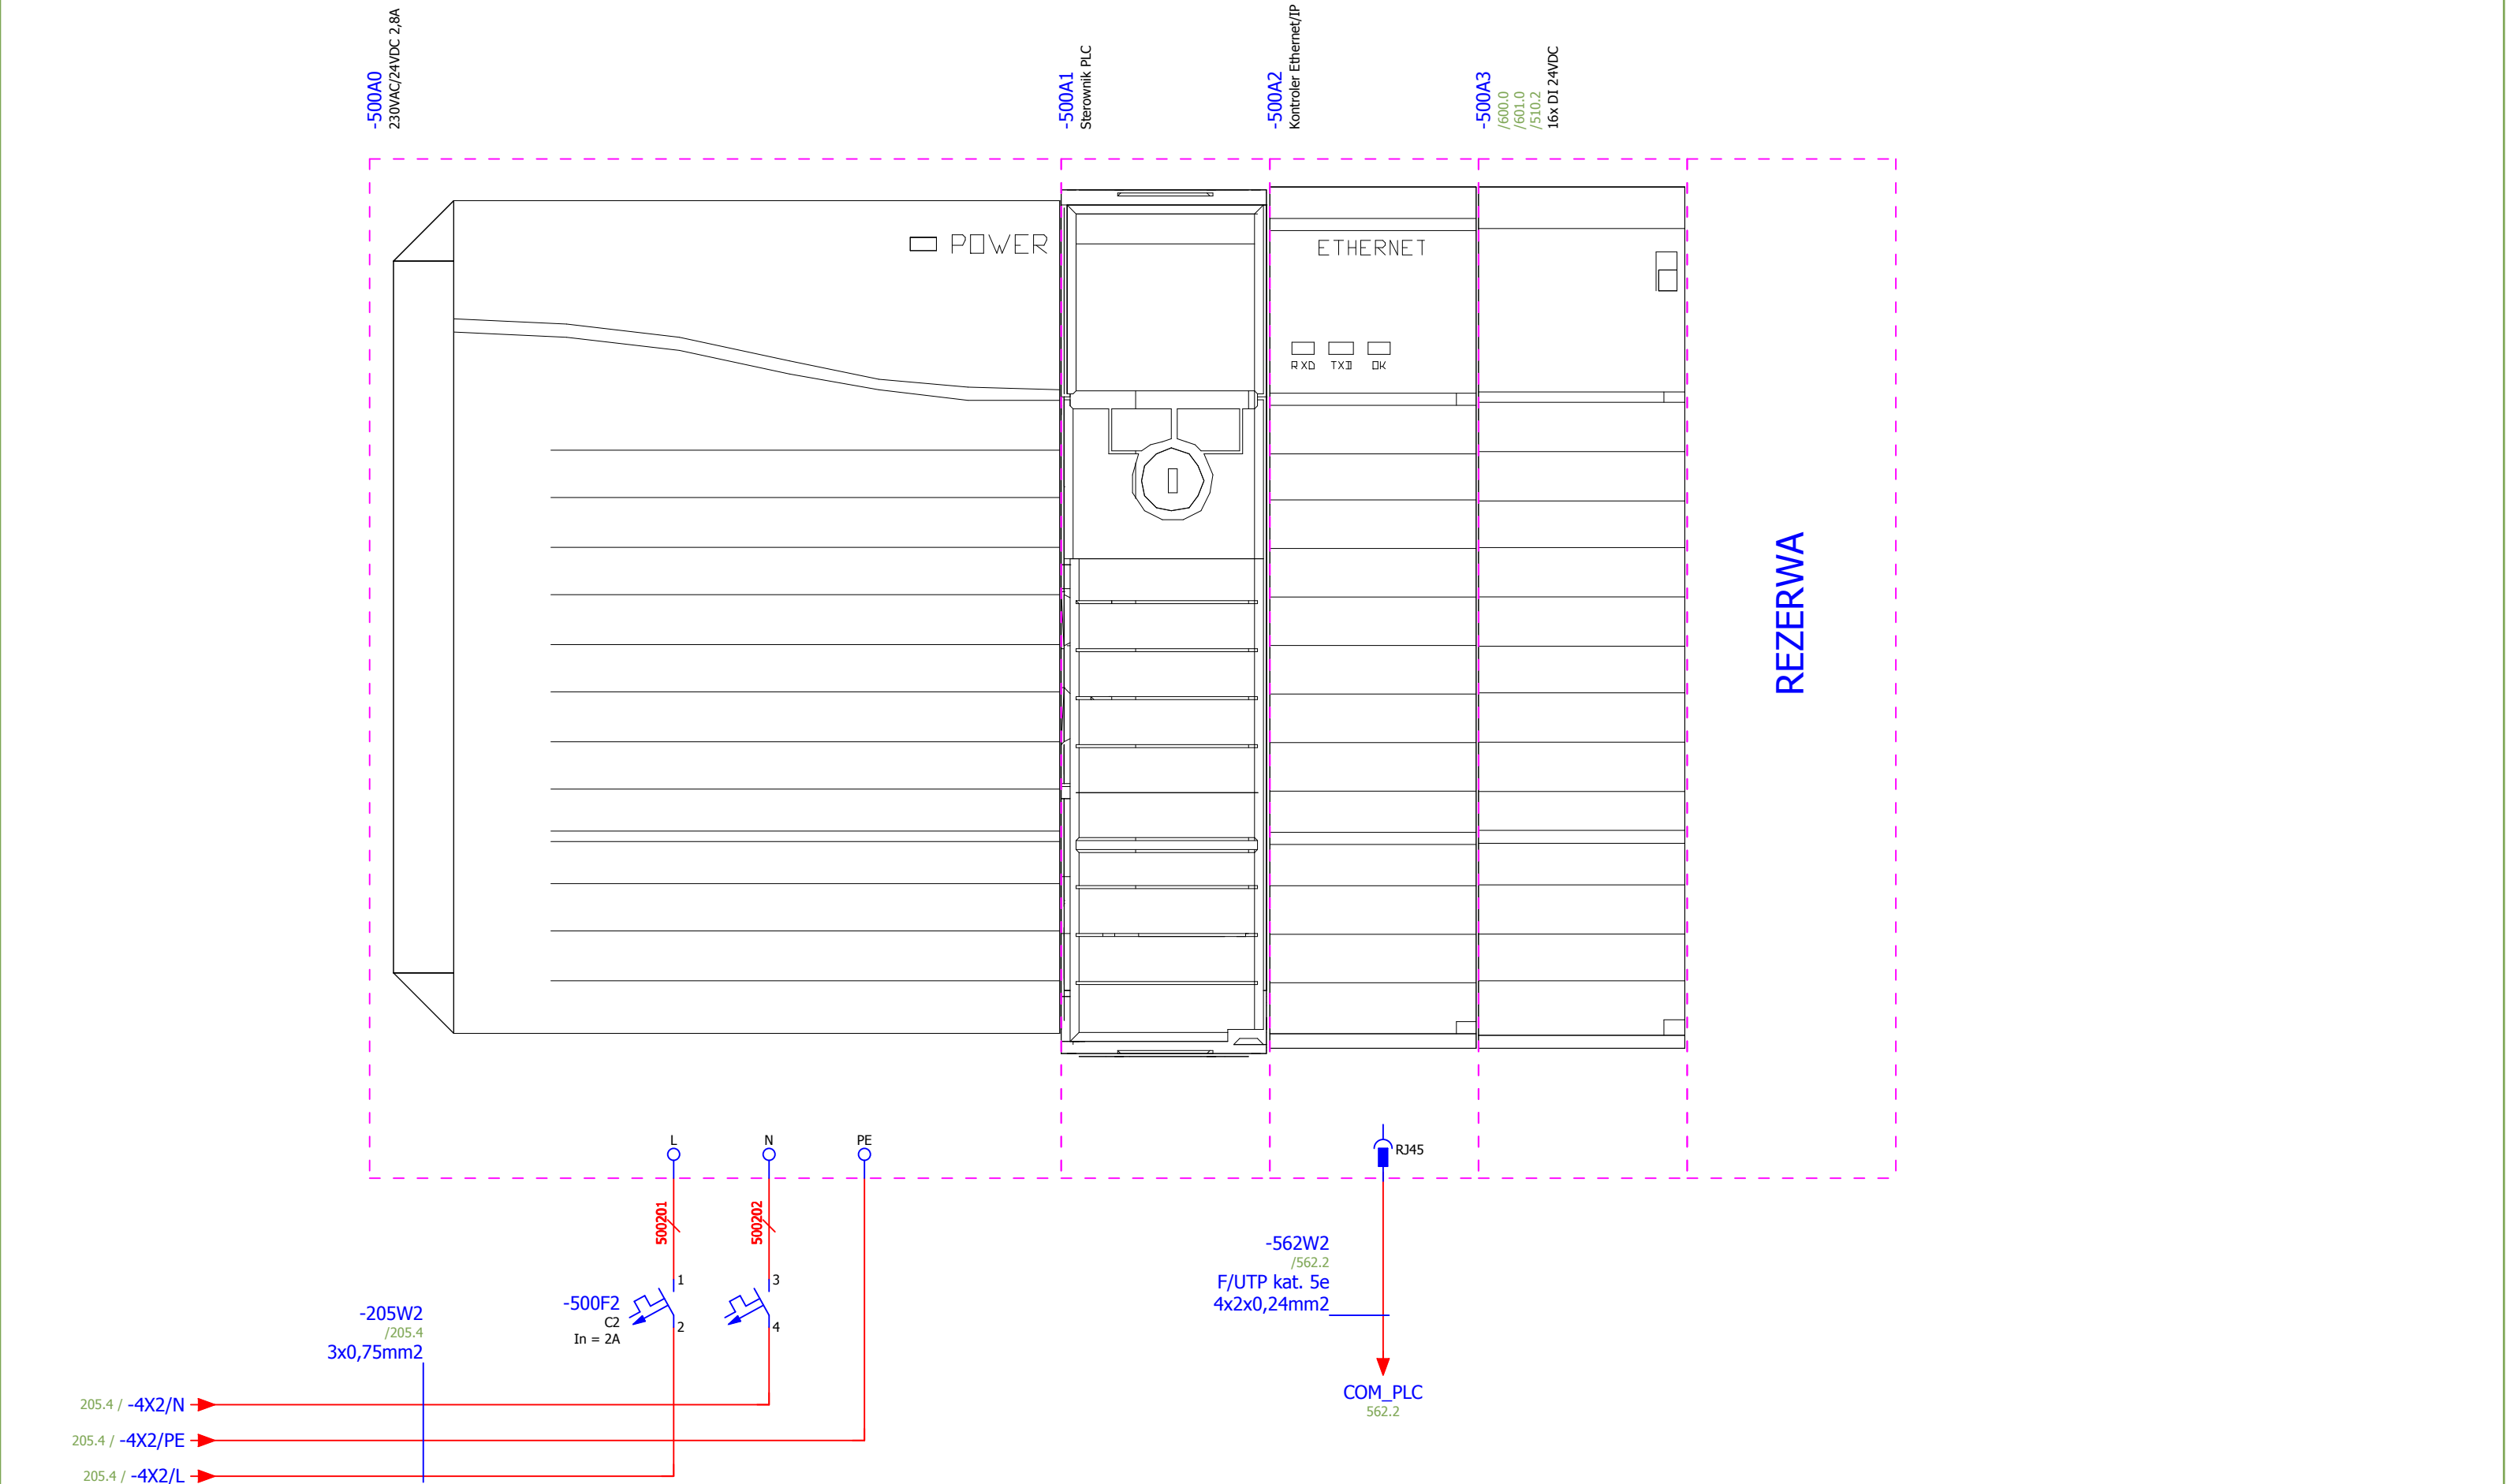 -500A0
230VAC/24VDC 2,8A
-500A1
Sterownik PLC
-500A2
Kontroler Ethernet/IP
-500A3
/600.0
/601.0
/510.2
16x DI 24VDC
POWER
ETHERNET
RXD TXD OK
REZERWA
L N PE
RJ45
500201
500202
1
2
3
4
-500F2
C2
In = 2A
-562W2
/562.2
F/UTP kat. 5e
4x2x0,24mm2
-205W2
/205.4
3x0,75mm2
COM_PLC
562.2
205.4 / -4X2/N
205.4 / -4X2/PE
205.4 / -4X2/L